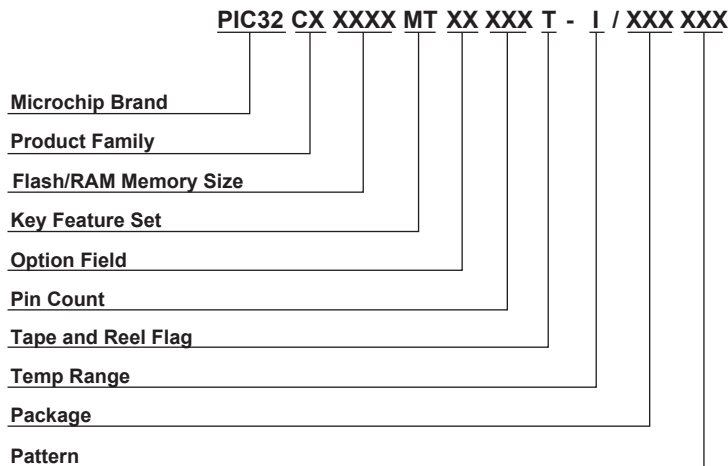 PIC32 CX XXXX MT XX XXX T - I / XXX XXX
Microchip Brand
Product Family
Flash/RAM Memory Size
Key Feature Set
Option Field
Pin Count
Tape and Reel Flag
Temp Range
Package
Pattern